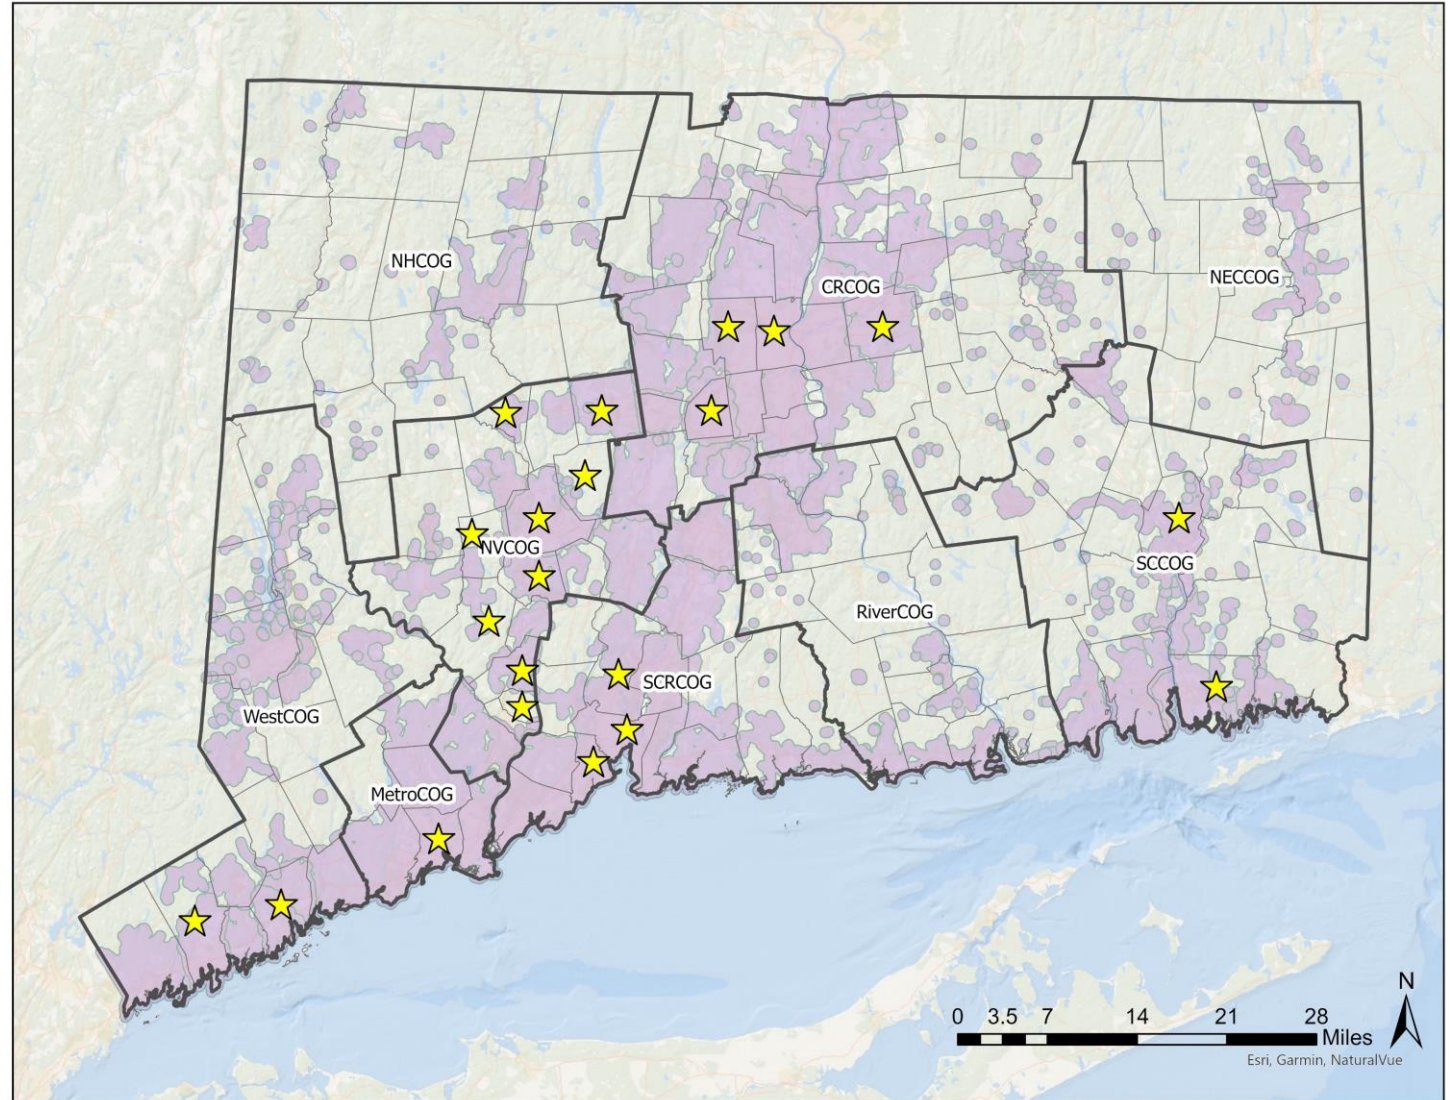 NHCOG
CRCOG
NECCOG
NVCOG
SCCOG
RiverCOG
SCRCOG
WestCOG
MetroCOG
N
0 3.5 7 14 21 28
Miles
Esri, Garmin, NaturalVue